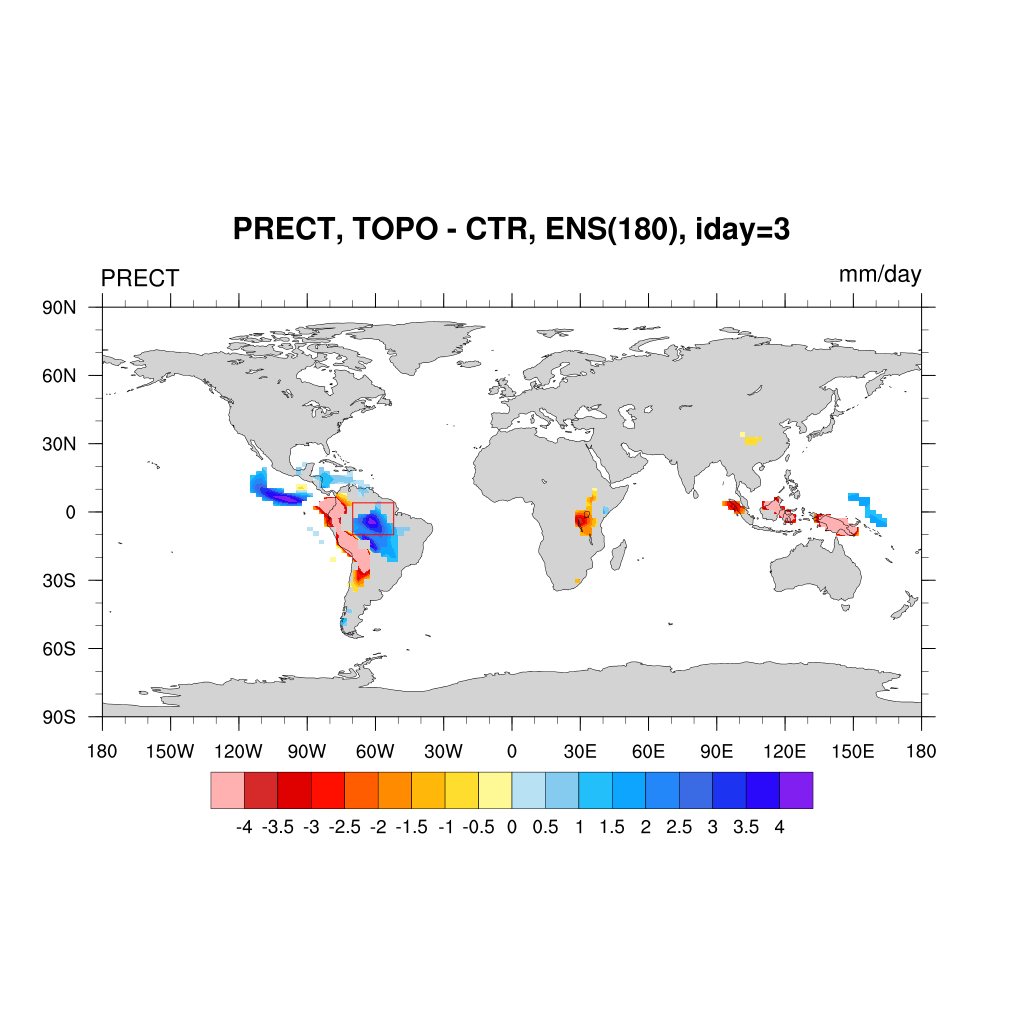 PRECT, TOPO - CTR, ENS(180), iday=3
PRECT mm/day
90N
60N
30N
0
30S
60S
90S
180 150W 120W 90W 60W 30W 0 30E 60E 90E 120E 150E 180
-4 -3.5 -3 -2.5 -2 -1.5 -1 -0.5 0 0.5 1 1.5 2 2.5 3 3.5 4